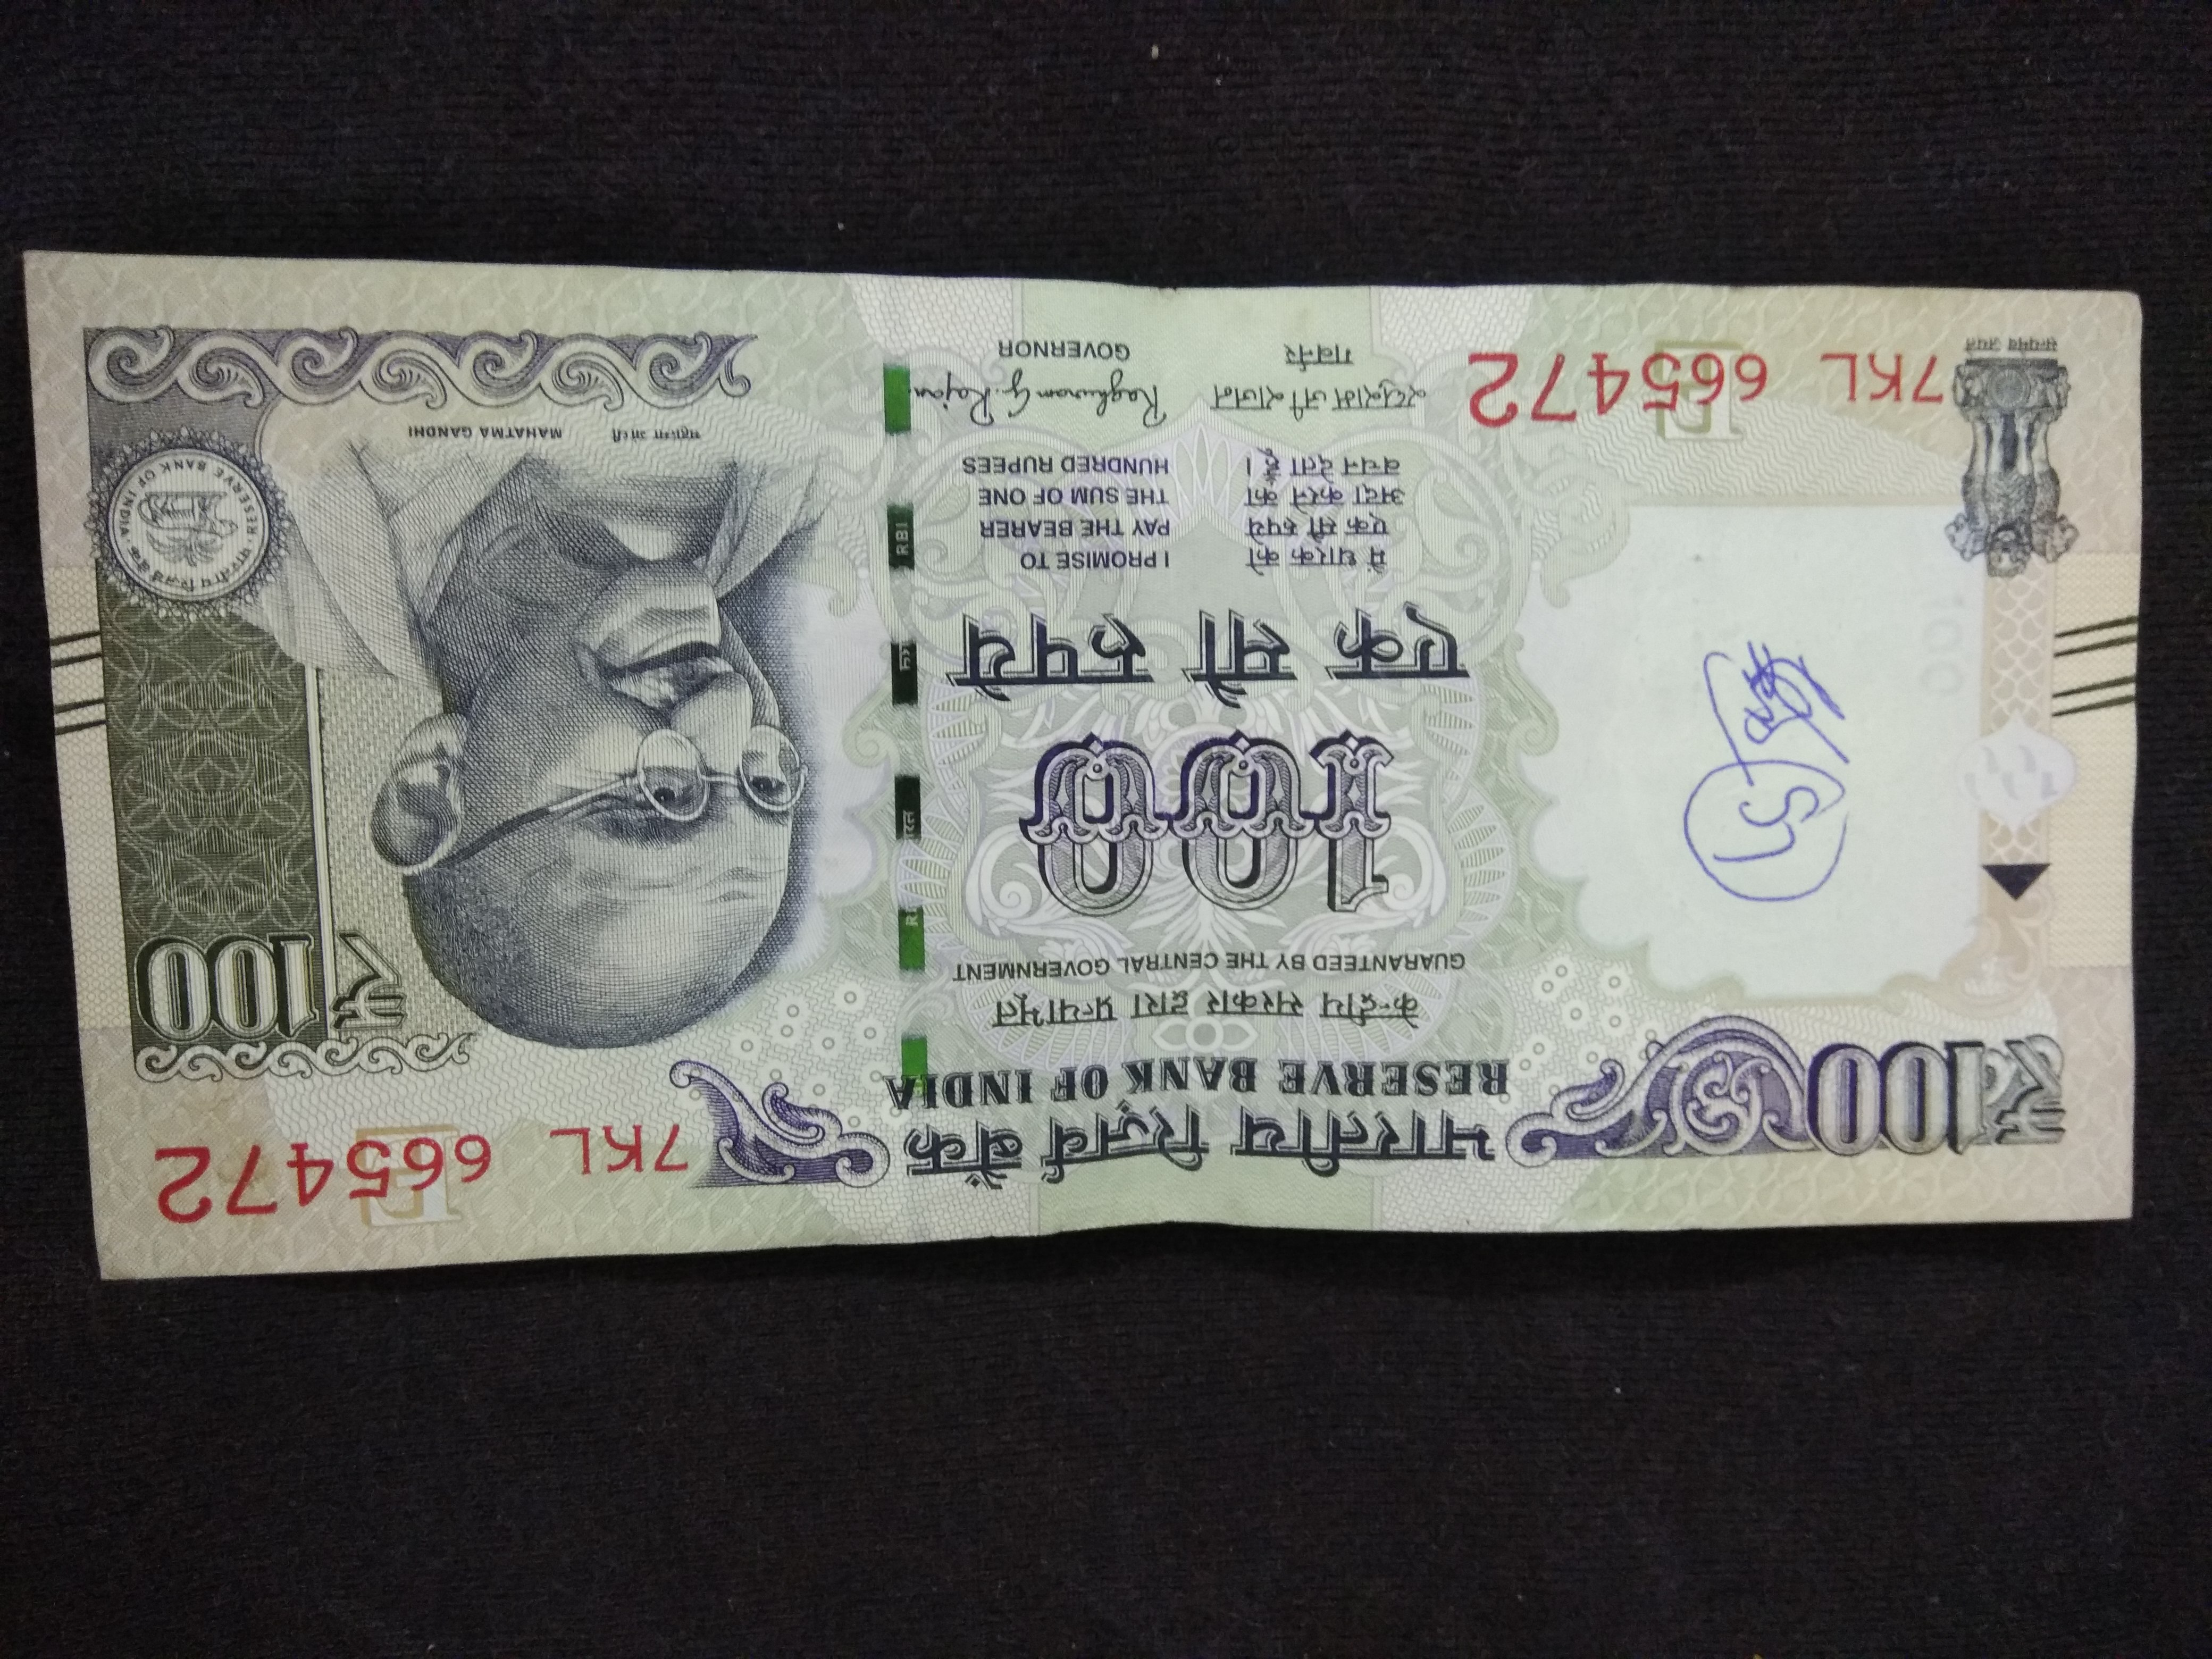 ₹100
भारतीय रिज़र्व बैंक
RESERVE BANK OF INDIA
7KL 665472
केन्द्रीय सरकार द्वारा प्रत्याभूत
GUARANTEED BY THE CENTRAL GOVERNMENT
₹100
100
एक सौ रुपये
मैं धारक को
एक सौ रुपये
अदा करने का
वचन देता हूँ।
I PROMISE TO
PAY THE BEARER
THE SUM OF ONE
HUNDRED RUPEES
रघुराम जी राजन
Raghuram G. Rajan
गवर्नर
GOVERNOR
RBI
महात्मा गांधी
MAHATMA GANDHI
भारतीय रिज़र्व बैंक
RESERVE BANK OF INDIA
7KL 665472
सत्यमेव जयते